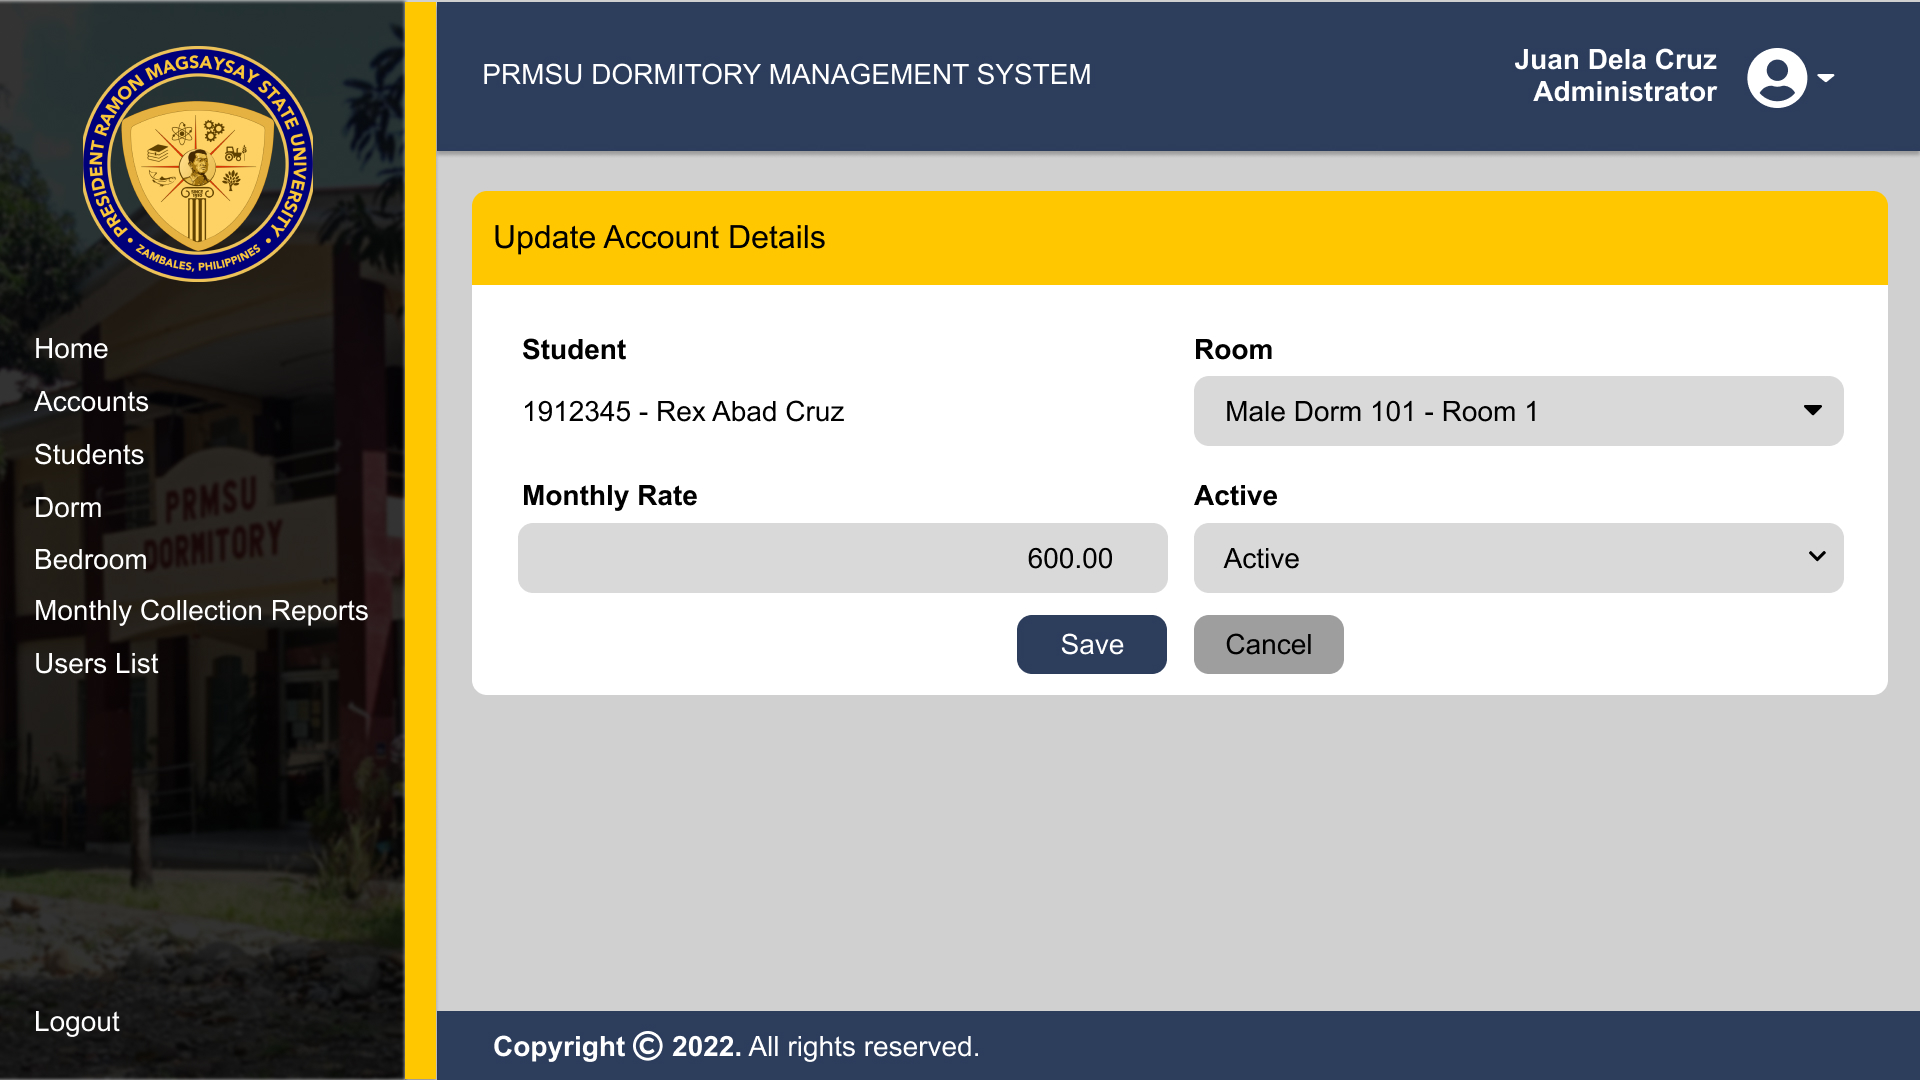 PRESIDENT RAMON MAGSAYSAY STATE UNIVERSITY
ZAMBALES, PHILIPPINES
Home
Accounts
Students
Dorm
Bedroom
Monthly Collection Reports
Users List
PRMSU
DORMITORY
Logout
PRMSU DORMITORY MANAGEMENT SYSTEM
Juan Dela Cruz
Administrator
Update Account Details
Student
1912345 - Rex Abad Cruz
Room
Male Dorm 101 - Room 1
Monthly Rate
600.00
Active
Active
Save
Cancel
Copyright © 2022. All rights reserved.